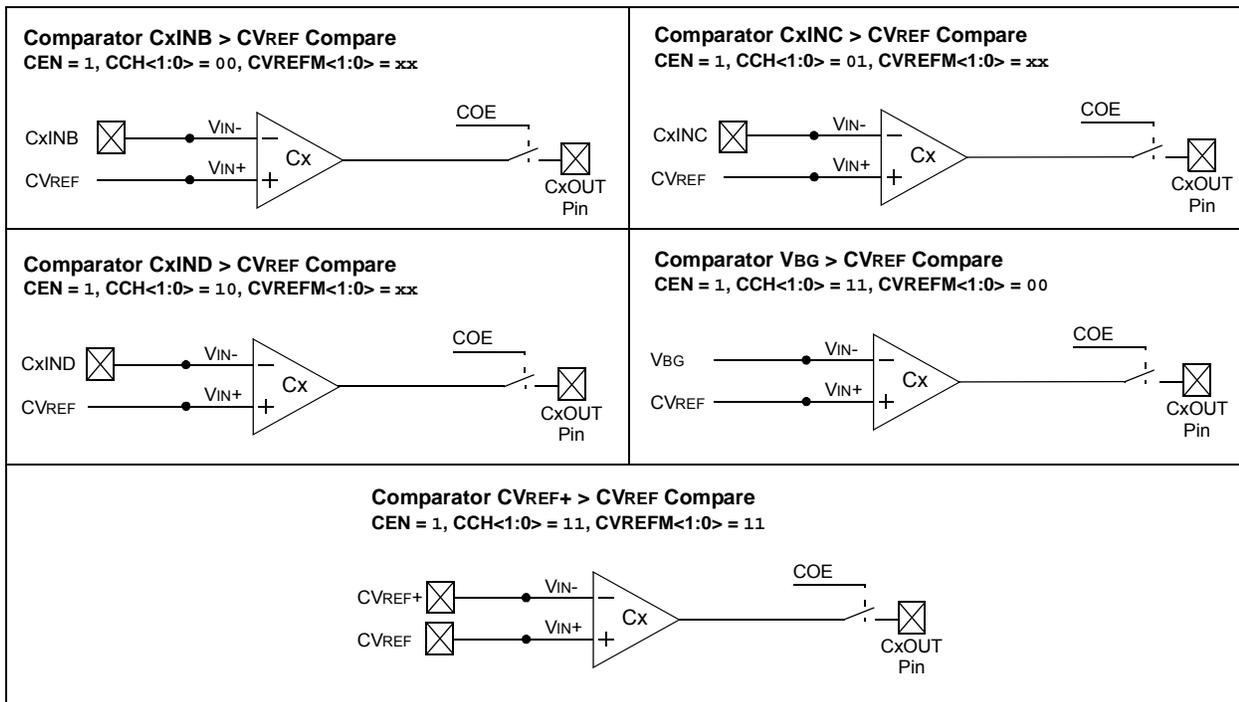 Comparator CxINB > CVREF Compare
CEN = 1, CCH<1:0> = 00, CVREFM<1:0> = xx
COE
CxINB
VIN-
Cx
CVREF
VIN+
CxOUT
Pin
Comparator CxINC > CVREF Compare
CEN = 1, CCH<1:0> = 01, CVREFM<1:0> = xx
COE
CxINC
VIN-
Cx
CVREF
VIN+
CxOUT
Pin
Comparator CxIND > CVREF Compare
CEN = 1, CCH<1:0> = 10, CVREFM<1:0> = xx
COE
CxIND
VIN-
Cx
CVREF
VIN+
CxOUT
Pin
Comparator VBG > CVREF Compare
CEN = 1, CCH<1:0> = 11, CVREFM<1:0> = 00
COE
VBG
VIN-
Cx
CVREF
VIN+
CxOUT
Pin
Comparator CVREF+ > CVREF Compare
CEN = 1, CCH<1:0> = 11, CVREFM<1:0> = 11
COE
CVREF+
VIN-
Cx
CVREF
VIN+
CxOUT
Pin